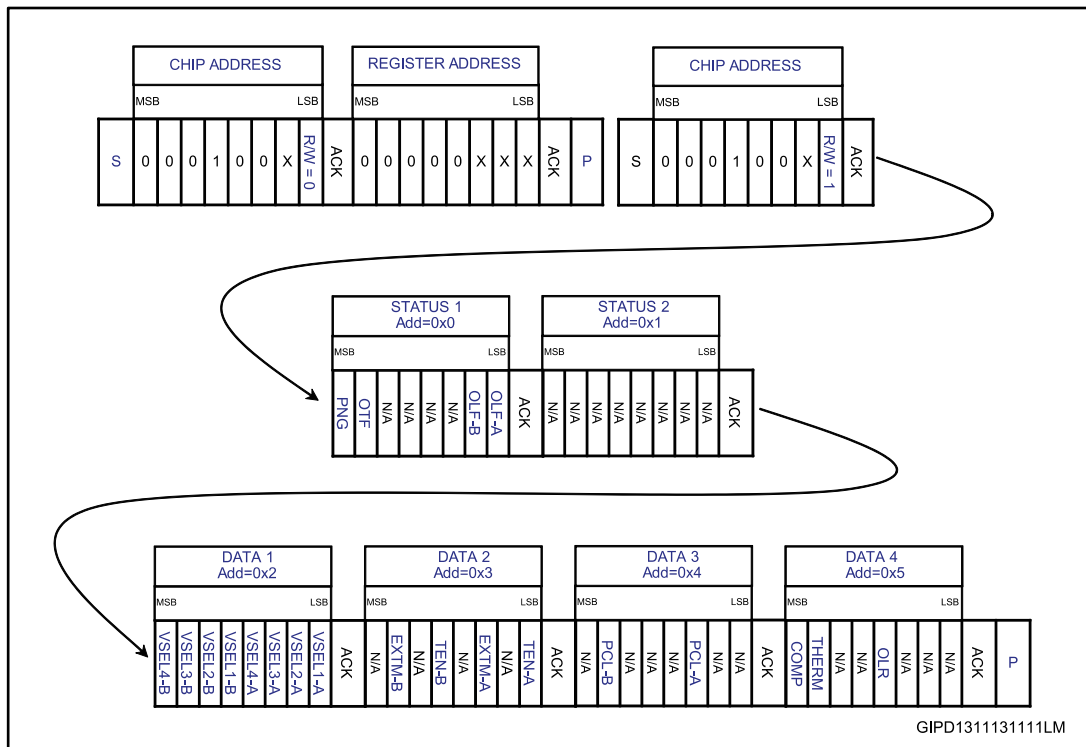 CHIP ADDRESS REGISTER ADDRESS CHIP ADDRESS
MSB LSB MSB LSB MSB LSB
S 0 0 0 1 0 0 X R/W = 0 ACK 0 0 0 0 0 X X X ACK P S 0 0 0 1 0 0 X R/W = 1 ACK
STATUS 1 STATUS 2
Add=0x0 Add=0x1
MSB LSB MSB LSB
PNG OTF N/A N/A N/A N/A OLF-B OLF-A ACK N/A N/A N/A N/A N/A N/A N/A N/A ACK
DATA 1 DATA 2 DATA 3 DATA 4
Add=0x2 Add=0x3 Add=0x4 Add=0x5
MSB LSB MSB LSB MSB LSB MSB LSB
VSEL4-B VSEL3-B VSEL2-B VSEL1-B VSEL4-A VSEL3-A VSEL2-A VSEL1-A ACK N/A EXTM-B N/A TEN-B N/A EXTM-A N/A TEN-A ACK N/A PCL-B N/A N/A N/A PCL-A N/A N/A ACK COMP THERM N/A N/A OLR N/A N/A N/A ACK P
GIPD1311131111LM